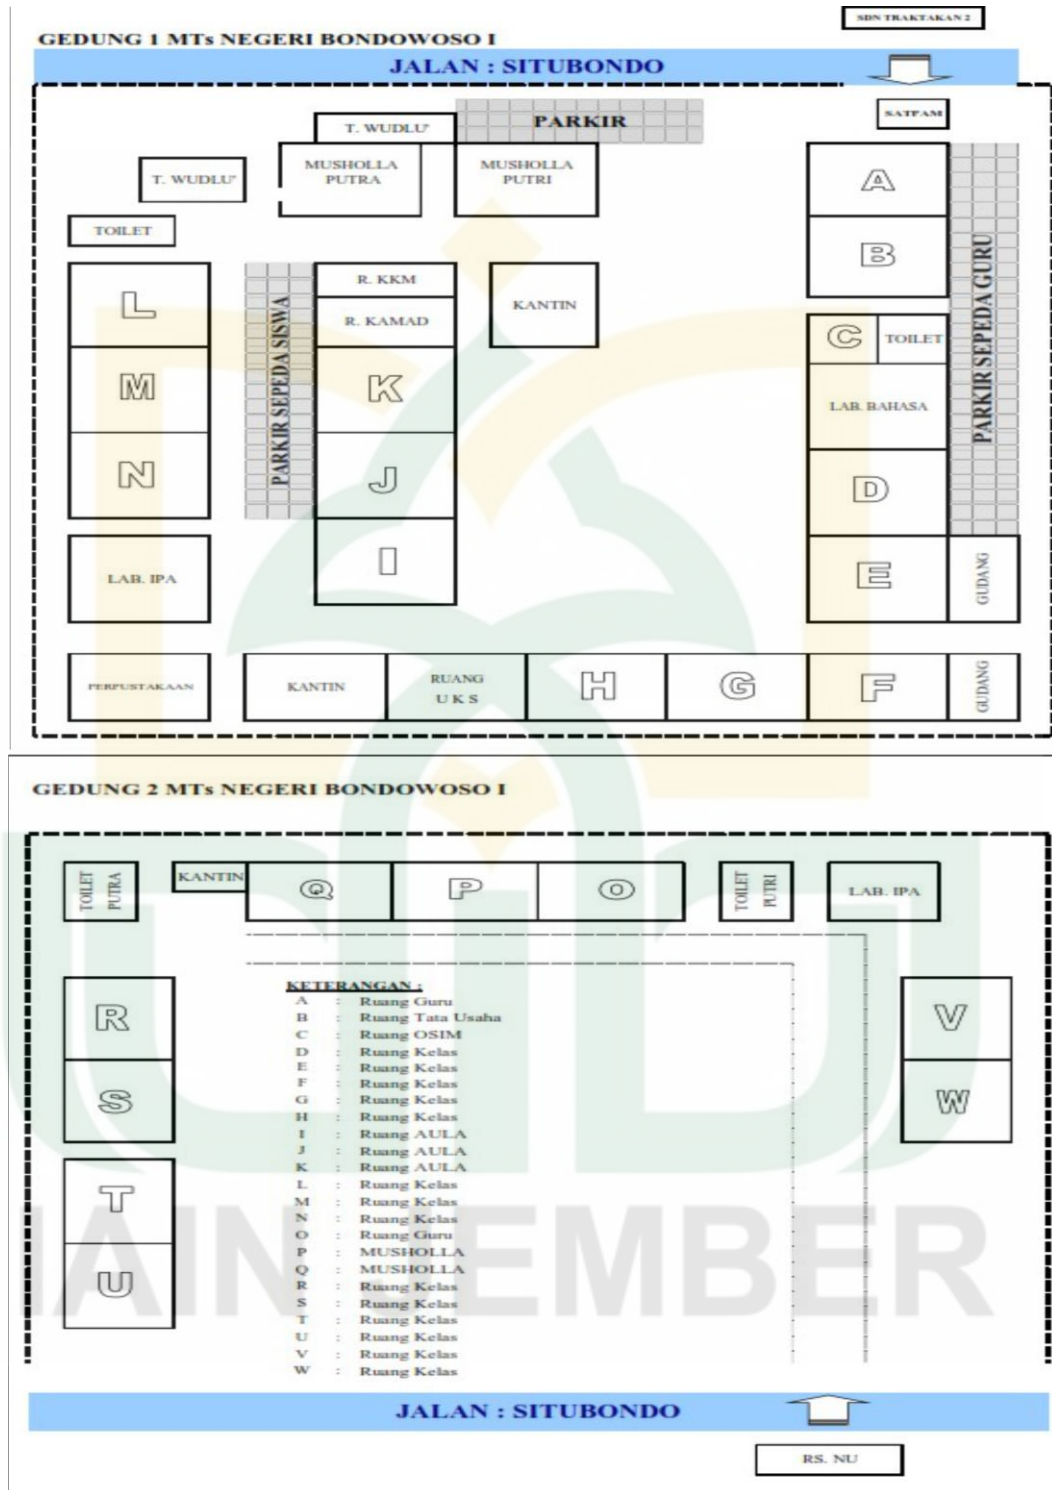 SDN TRAKTAKAN 2
GEDUNG 1 MTs NEGERI BONDOWOSO I
JALAN : SITUBONDO
SATPAM
PARKIR
T. WUDLU'
MUSHOLLA
PUTRA
MUSHOLLA
PUTRI
T. WUDLU'
TOILET
A
B
PARKIR SEPEDA GURU
L
M
N
PARKIR SEPEDA SISWA
R. KKM
R. KAMAD
K
J
I
KANTIN
C
TOILET
LAB. BAHASA
D
E
GUDANG
LAB. IPA
PERPUSTAKAAN
KANTIN
RUANG
U K S
H
G
F
GUDANG
GEDUNG 2 MTs NEGERI BONDOWOSO I
TOILET
PUTRA
KANTIN
Q
P
O
TOILET
PUTRI
LAB. IPA
R
S
T
U
V
W
KETERANGAN :
A : Ruang Guru
B : Ruang Tata Usaha
C : Ruang OSIM
D : Ruang Kelas
E : Ruang Kelas
F : Ruang Kelas
G : Ruang Kelas
H : Ruang Kelas
I : Ruang AULA
J : Ruang AULA
K : Ruang AULA
L : Ruang Kelas
M : Ruang Kelas
N : Ruang Kelas
O : Ruang Guru
P : MUSHOLLA
Q : MUSHOLLA
R : Ruang Kelas
S : Ruang Kelas
T : Ruang Kelas
U : Ruang Kelas
V : Ruang Kelas
W : Ruang Kelas
IAIN JEMBER
JALAN : SITUBONDO
RS. NU